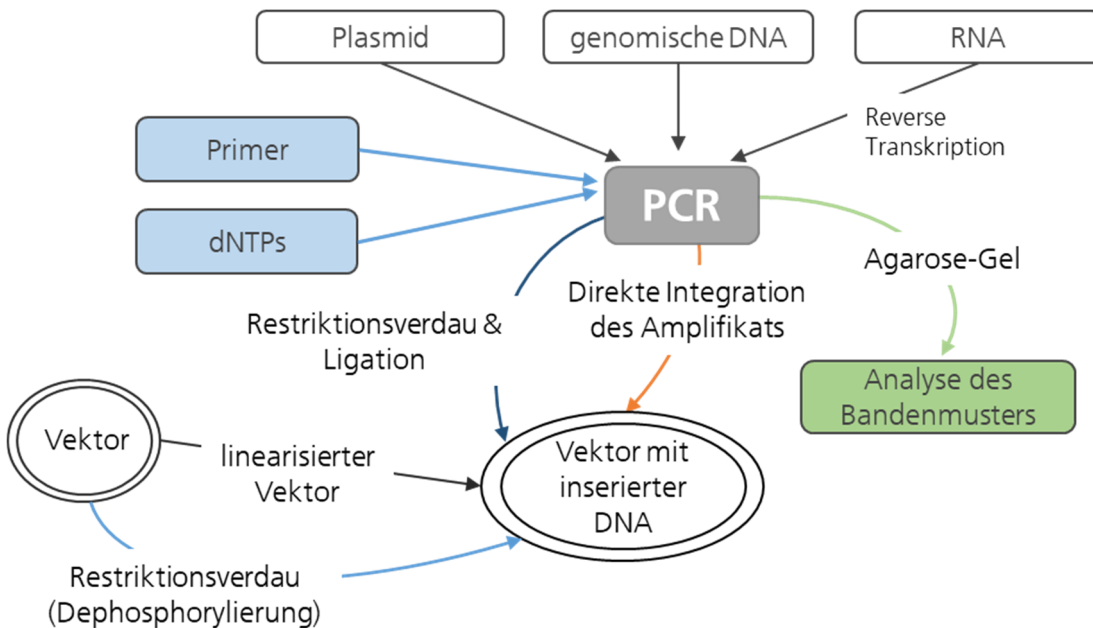 Plasmid
genomische DNA
RNA
Reverse
Transkription
Primer
dNTPs
PCR
Agarose-Gel
Direkte Integration
des Amplifikats
Restriktionsverdau &
Ligation
Analyse des
Bandenmusters
Vektor
linearisierter
Vektor
Vektor mit
inserierter
DNA
Restriktionsverdau
(Dephosphorylierung)